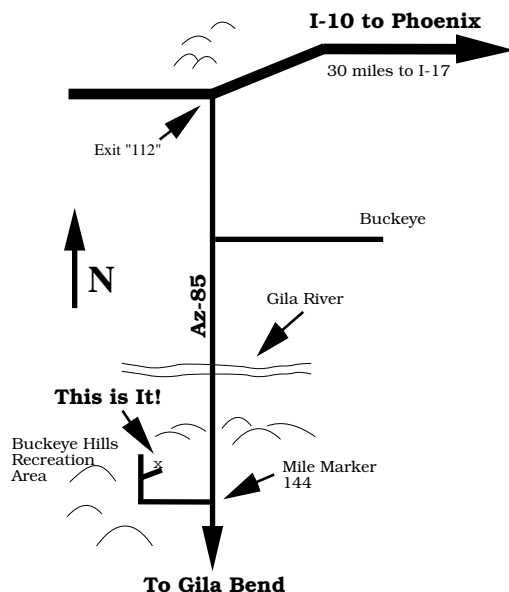 I-10 to Phoenix
30 miles to I-17
Exit "112"
Buckeye
N
Az-85
Gila River
This is It!
Buckeye Hills
Recreation
Area
x
Mile Marker
144
To Gila Bend